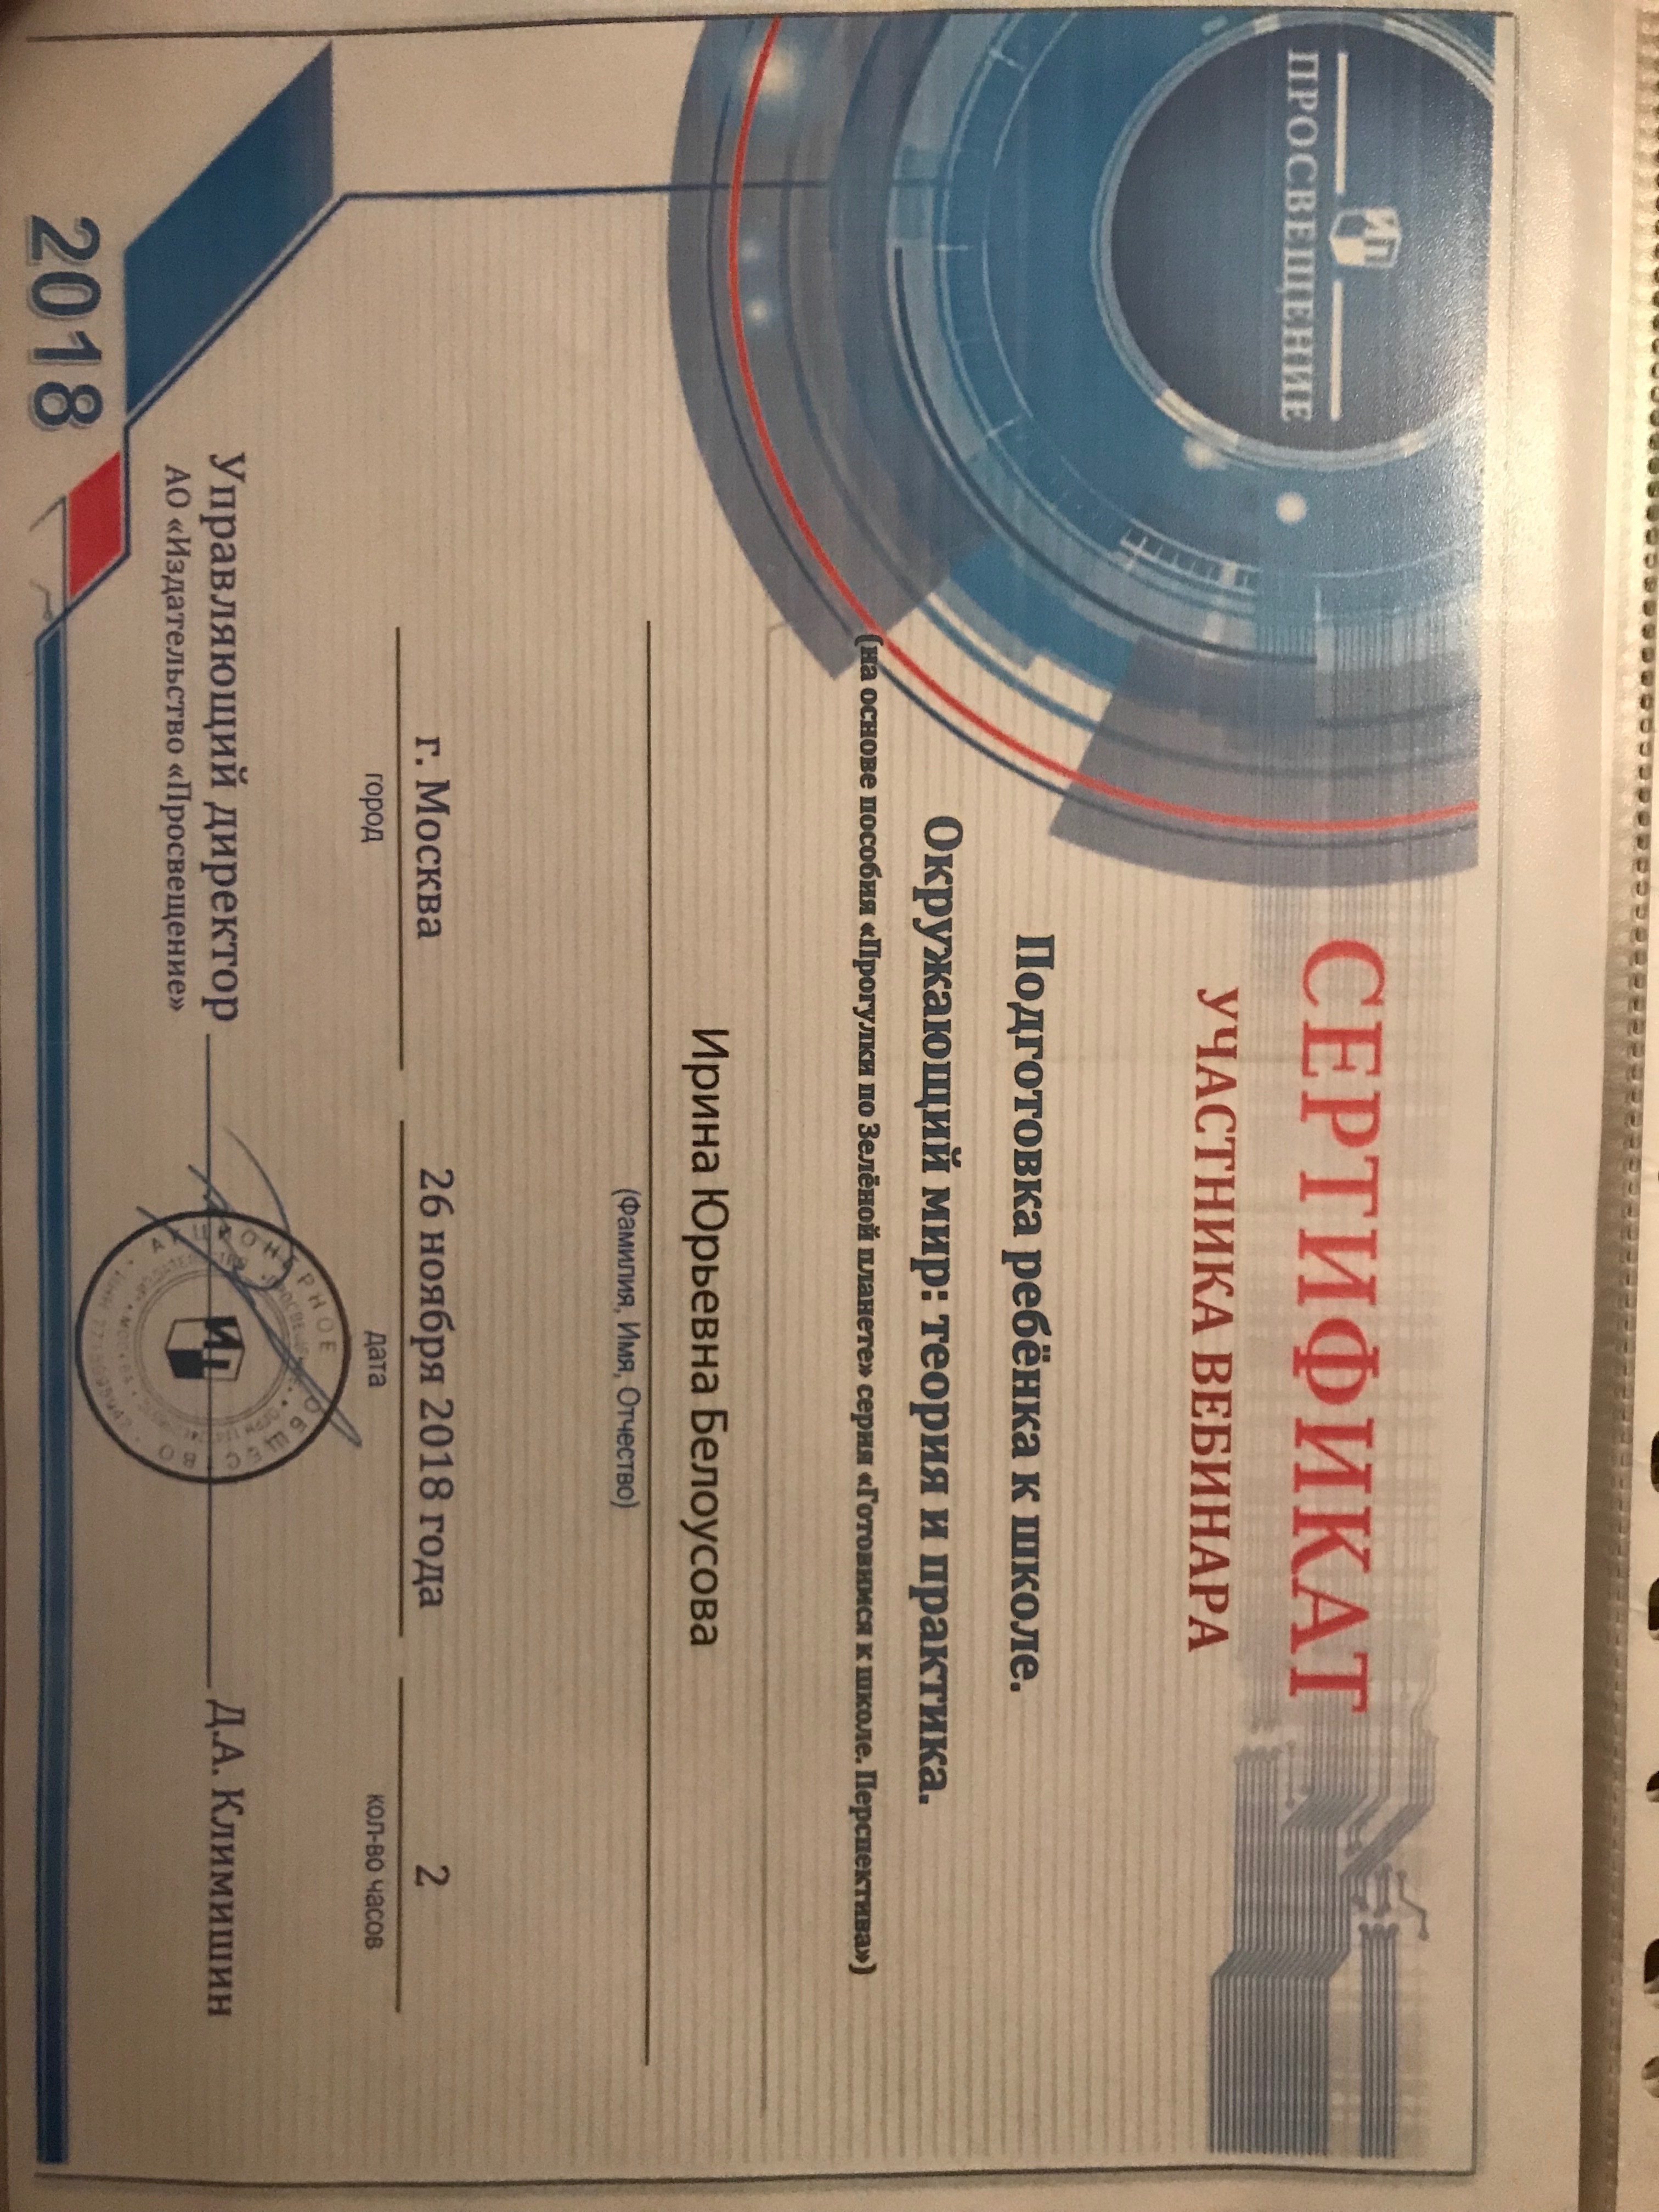 ПРОСВЕЩЕНИЕ
СЕРТИФИКАТ
УЧАСТНИКА ВЕБИНАРА
Подготовка ребёнка к школе.
Окружающий мир: теория и практика.
(на основе пособия «Прогулки по Зелёной планете» серия «Готовимся к школе. Перспектива»)
Ирина Юрьевна Белоусова
(Фамилия, Имя, Отчество)
г. Москва 26 ноября 2018 года 2
город дата кол-во часов
Управляющий директор Д.А. Климишин
АО «Издательство «Просвещение»
2018